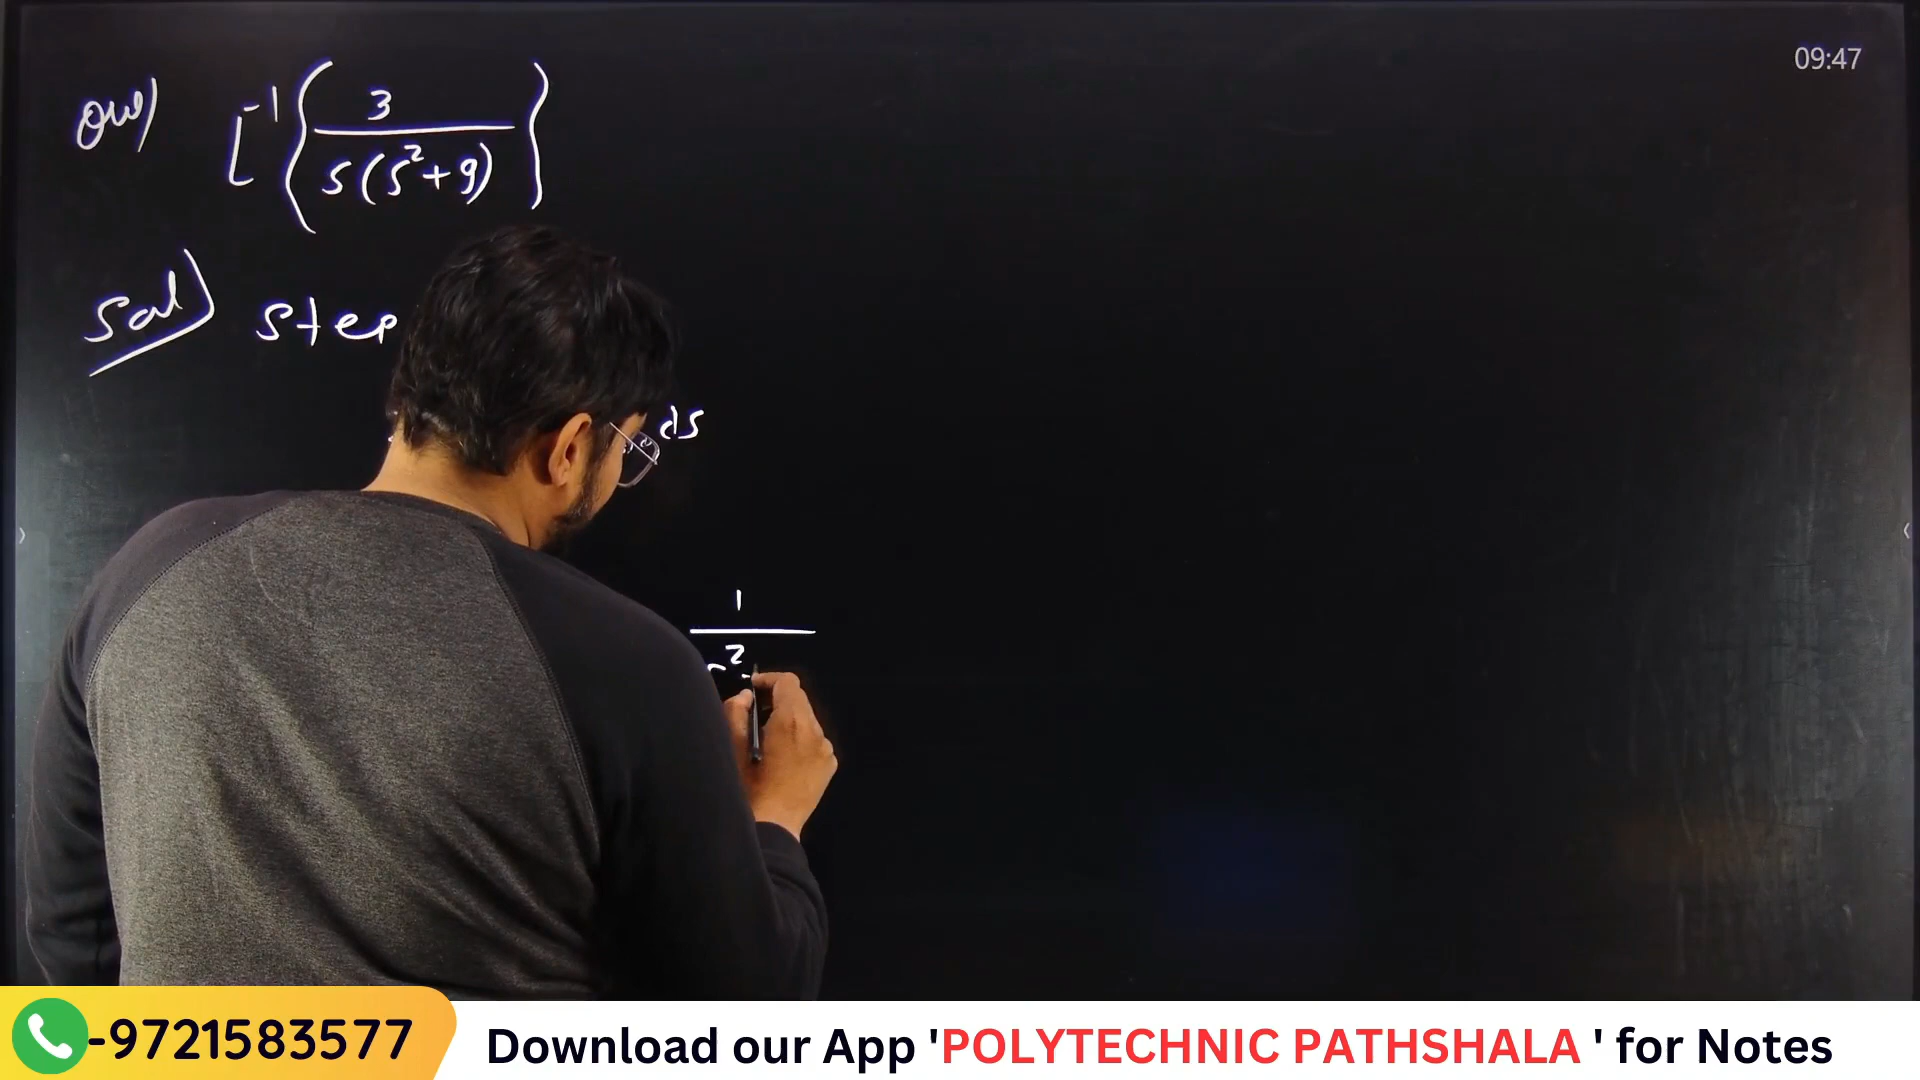 09:47
Que) L⁻¹ { 3 / s(s²+9) }
Sol) Step
ds
1
s²
-9721583577 Download our App 'POLYTECHNIC PATHSHALA ' for Notes